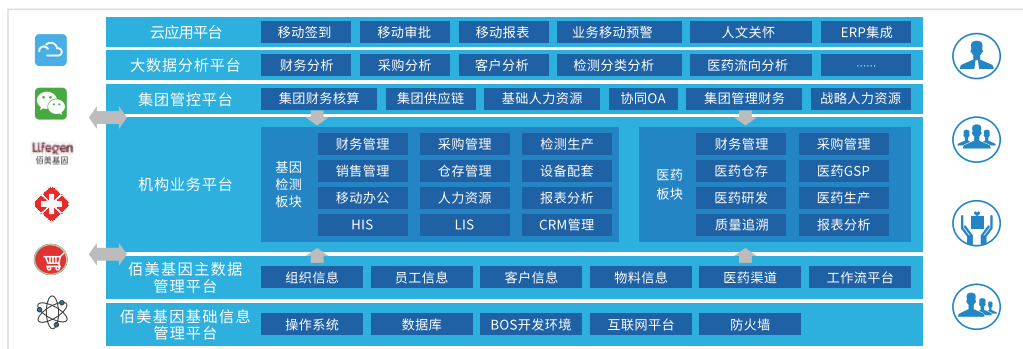 云应用平台
移动签到 移动审批 移动报表 业务移动预警 人文关怀 ERP集成
大数据分析平台
财务分析 采购分析 客户分析 检测分类分析 医药流向分析 ……
集团管控平台
集团财务核算 集团供应链 基础人力资源 协同OA 集团管理财务 战略人力资源
机构业务平台
基因
检测
板块
财务管理 采购管理 检测生产
销售管理 仓存管理 设备配套
移动办公 人力资源 报表分析
HIS LIS CRM管理
医药
板块
财务管理 采购管理
医药仓存 医药GSP
医药研发 医药生产
质量追溯 报表分析
佰美基因主数据
管理平台
组织信息 员工信息 客户信息 物料信息 医药渠道 工作流平台
佰美基因基础信息
管理平台
操作系统 数据库 BOS开发环境 互联网平台 防火墙
Lifegen
佰美基因